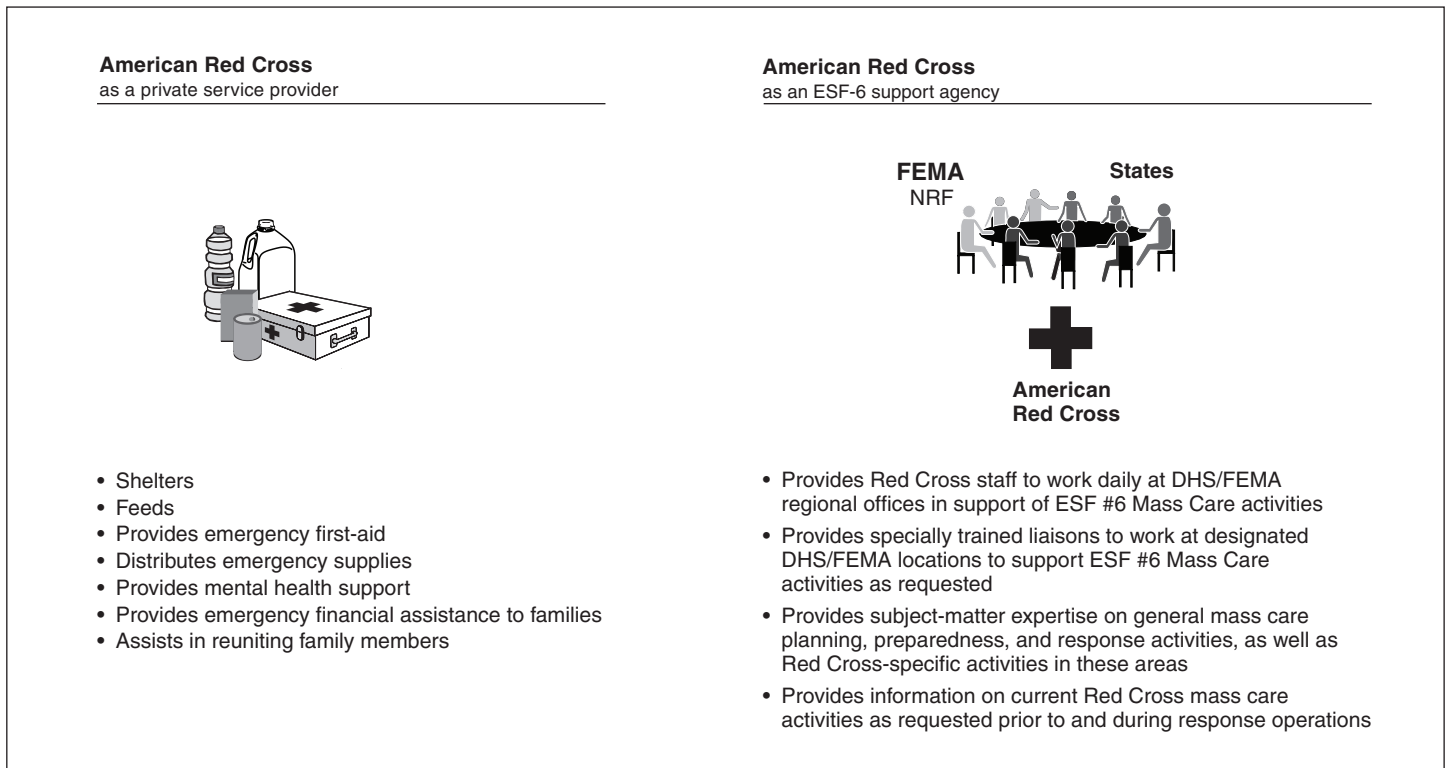 American Red Cross
as a private service provider
• Shelters
• Feeds
• Provides emergency first-aid
• Distributes emergency supplies
• Provides mental health support
• Provides emergency financial assistance to families
• Assists in reuniting family members
American Red Cross
as an ESF-6 support agency
FEMA
NRF
States
American
Red Cross
• Provides Red Cross staff to work daily at DHS/FEMA
regional offices in support of ESF #6 Mass Care activities
• Provides specially trained liaisons to work at designated
DHS/FEMA locations to support ESF #6 Mass Care
activities as requested
• Provides subject-matter expertise on general mass care
planning, preparedness, and response activities, as well as
Red Cross-specific activities in these areas
• Provides information on current Red Cross mass care
activities as requested prior to and during response operations